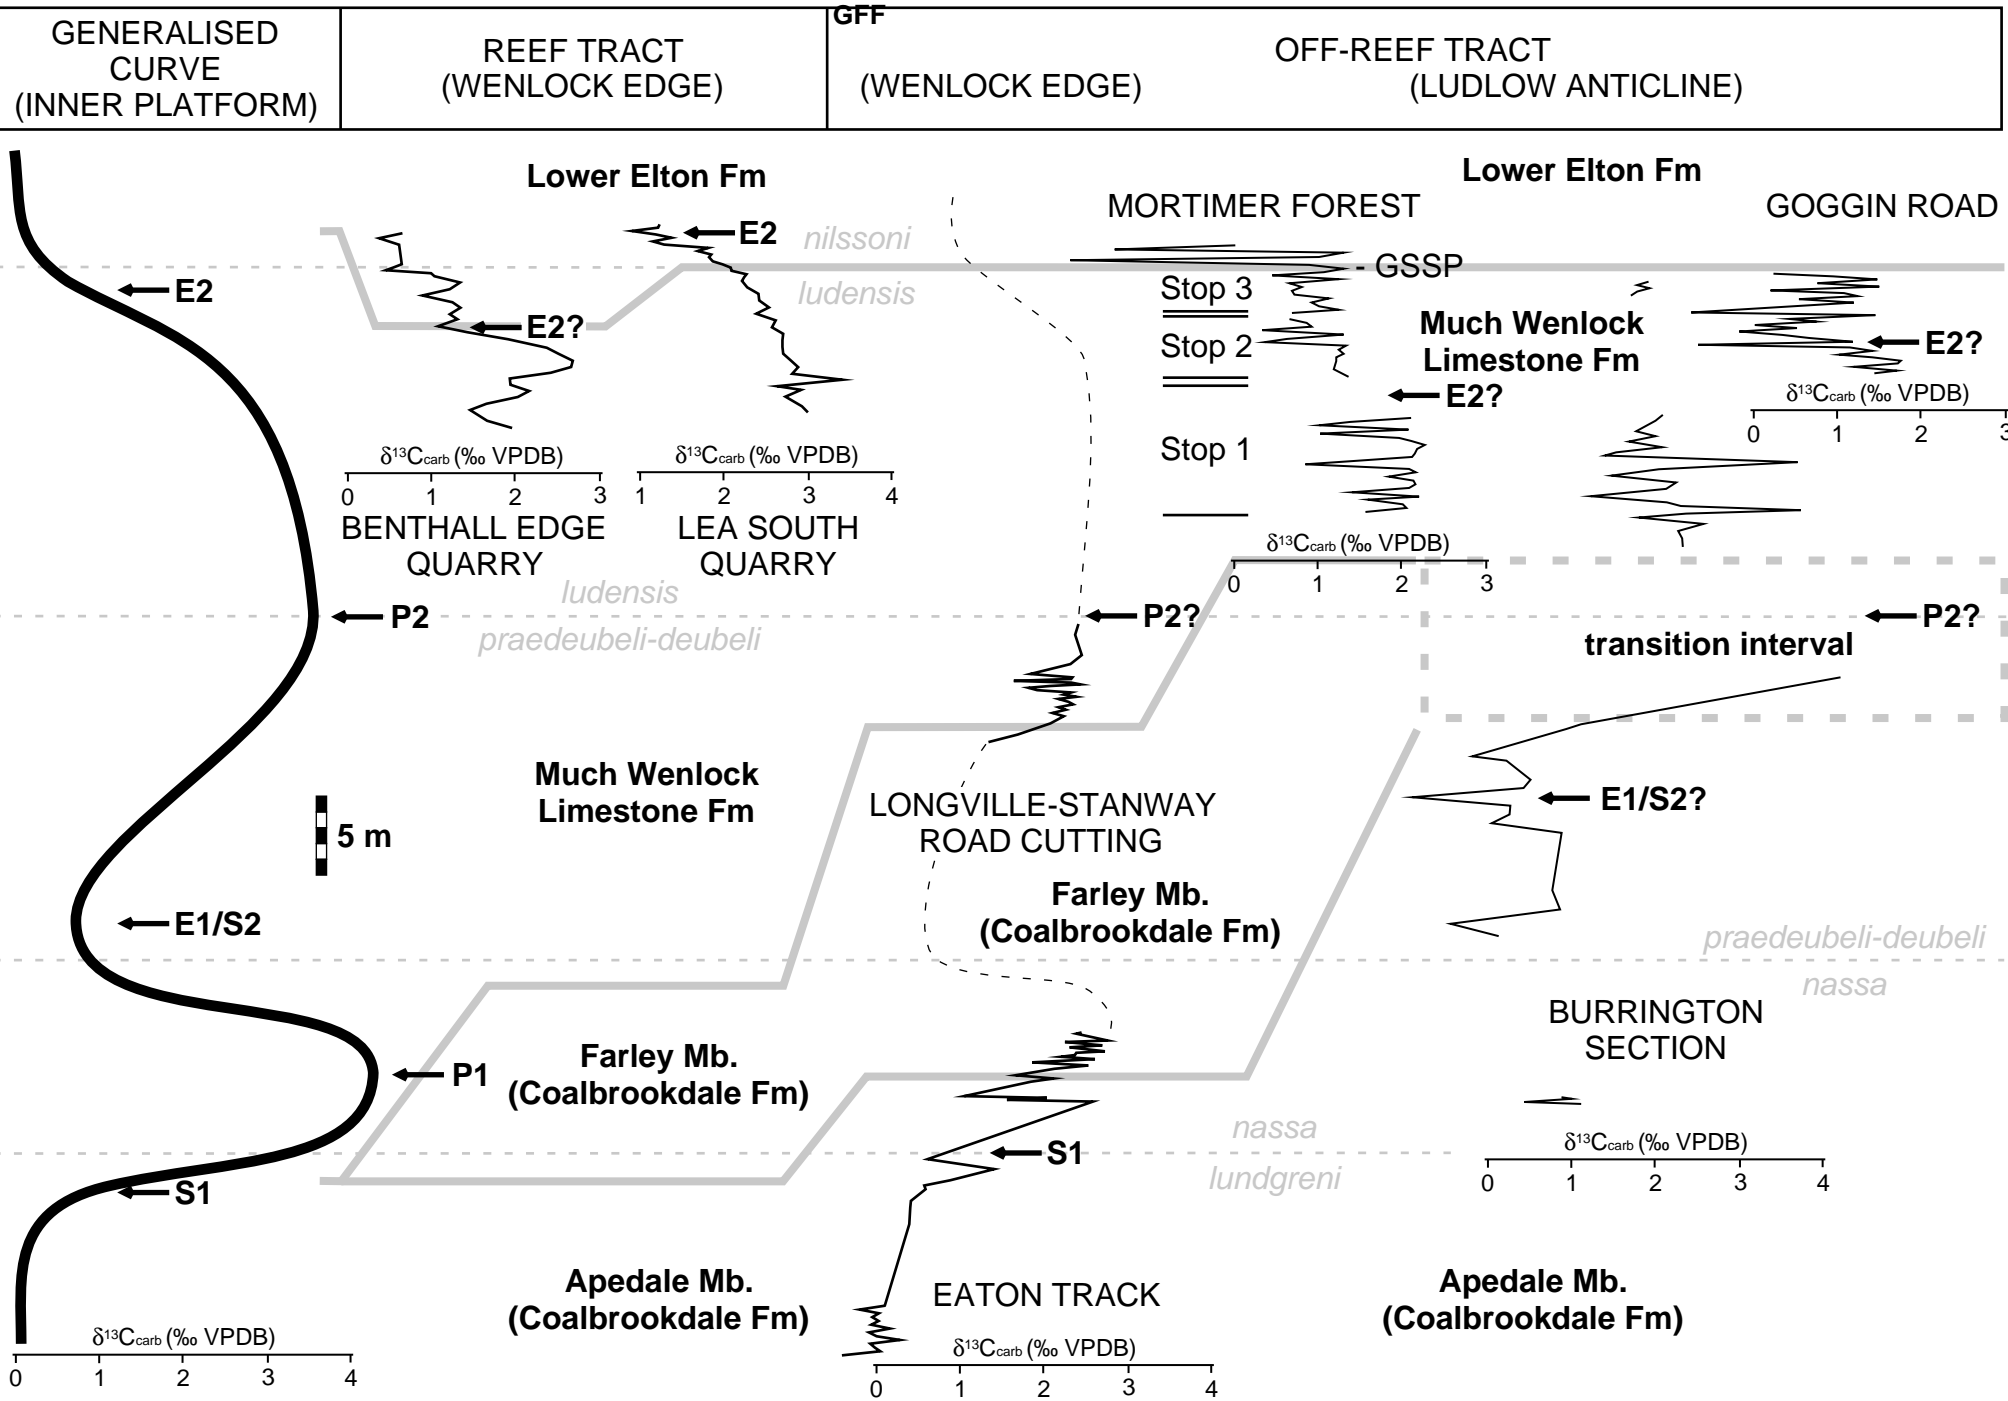 GFF
GENERALISED
CURVE
(INNER PLATFORM)
REEF TRACT
(WENLOCK EDGE)
OFF-REEF TRACT
(WENLOCK EDGE)
(LUDLOW ANTICLINE)
Lower Elton Fm
Lower Elton Fm
MORTIMER FOREST
GOGGIN ROAD
E2
nilssoni
ludensis
- GSSP
E2
Stop 3
E2?
Much Wenlock
Limestone Fm
Stop 2
E2?
E2?
δ13Ccarb (‰ VPDB)
0 1 2 3
Stop 1
δ13Ccarb (‰ VPDB)
0 1 2 3
BENTHALL EDGE
QUARRY
δ13Ccarb (‰ VPDB)
1 2 3 4
LEA SOUTH
QUARRY
δ13Ccarb (‰ VPDB)
0 1 2 3
ludensis
praedeubeli-deubeli
P2
P2?
P2?
transition interval
Much Wenlock
Limestone Fm
5 m
LONGVILLE-STANWAY
ROAD CUTTING
E1/S2?
Farley Mb.
(Coalbrookdale Fm)
E1/S2
praedeubeli-deubeli
nassa
BURRINGTON
SECTION
P1
Farley Mb.
(Coalbrookdale Fm)
nassa
lundgreni
S1
δ13Ccarb (‰ VPDB)
0 1 2 3 4
S1
Apedale Mb.
(Coalbrookdale Fm)
EATON TRACK
Apedale Mb.
(Coalbrookdale Fm)
δ13Ccarb (‰ VPDB)
0 1 2 3 4
δ13Ccarb (‰ VPDB)
0 1 2 3 4